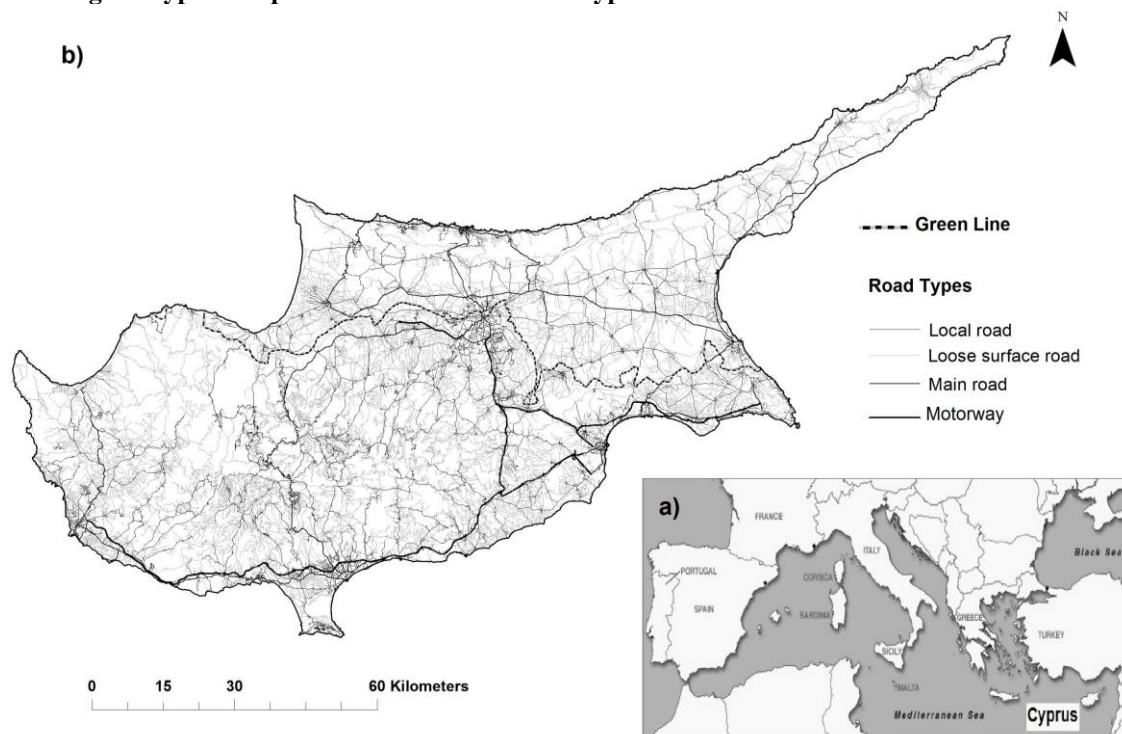 b)
N
Green Line
Road Types
Local road
Loose surface road
Main road
Motorway
0 15 30 60 Kilometers
a)
FRANCE
ITALY
Black Sea
PORTUGAL
CORSICA
SPAIN
SARDINIA
GREECE
TURKEY
SICILY
MALTA
Mediterranean Sea
Cyprus